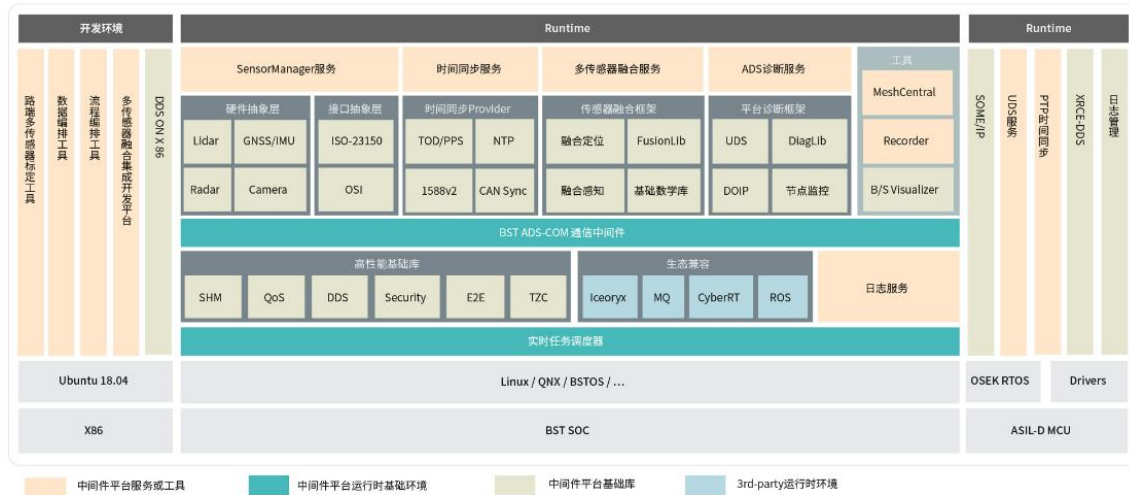 开发环境
Runtime
Runtime
路端多传感器标定工具
数据编排工具
流程编排工具
多传感器融合集成开发平台
DDS ON X 86
SensorManager服务
时间同步服务
多传感器融合服务
ADS诊断服务
工具
硬件抽象层
接口抽象层
时间同步Provider
传感器融合框架
平台诊断框架
MeshCentral
Lidar
GNSS/IMU
ISO-23150
TOD/PPS
NTP
融合定位
FusionLib
UDS
DiagLib
Recorder
Radar
Camera
OSI
1588v2
CAN Sync
融合感知
基础数学库
DOIP
节点监控
B/S Visualizer
BST ADS-COM 通信中间件
高性能基础库
生态兼容
日志服务
SHM
QoS
DDS
Security
E2E
TZC
Iceoryx
MQ
CyberRT
ROS
实时任务调度器
SOME/IP
UDS服务
PTP时间同步
XRCE-DDS
日志管理
Ubuntu 18.04
Linux / QNX / BSTOS / ...
OSEK RTOS
Drivers
X86
BST SOC
ASIL-D MCU
中间件平台服务或工具
中间件平台运行时基础环境
中间件平台基础库
3rd-party运行时环境